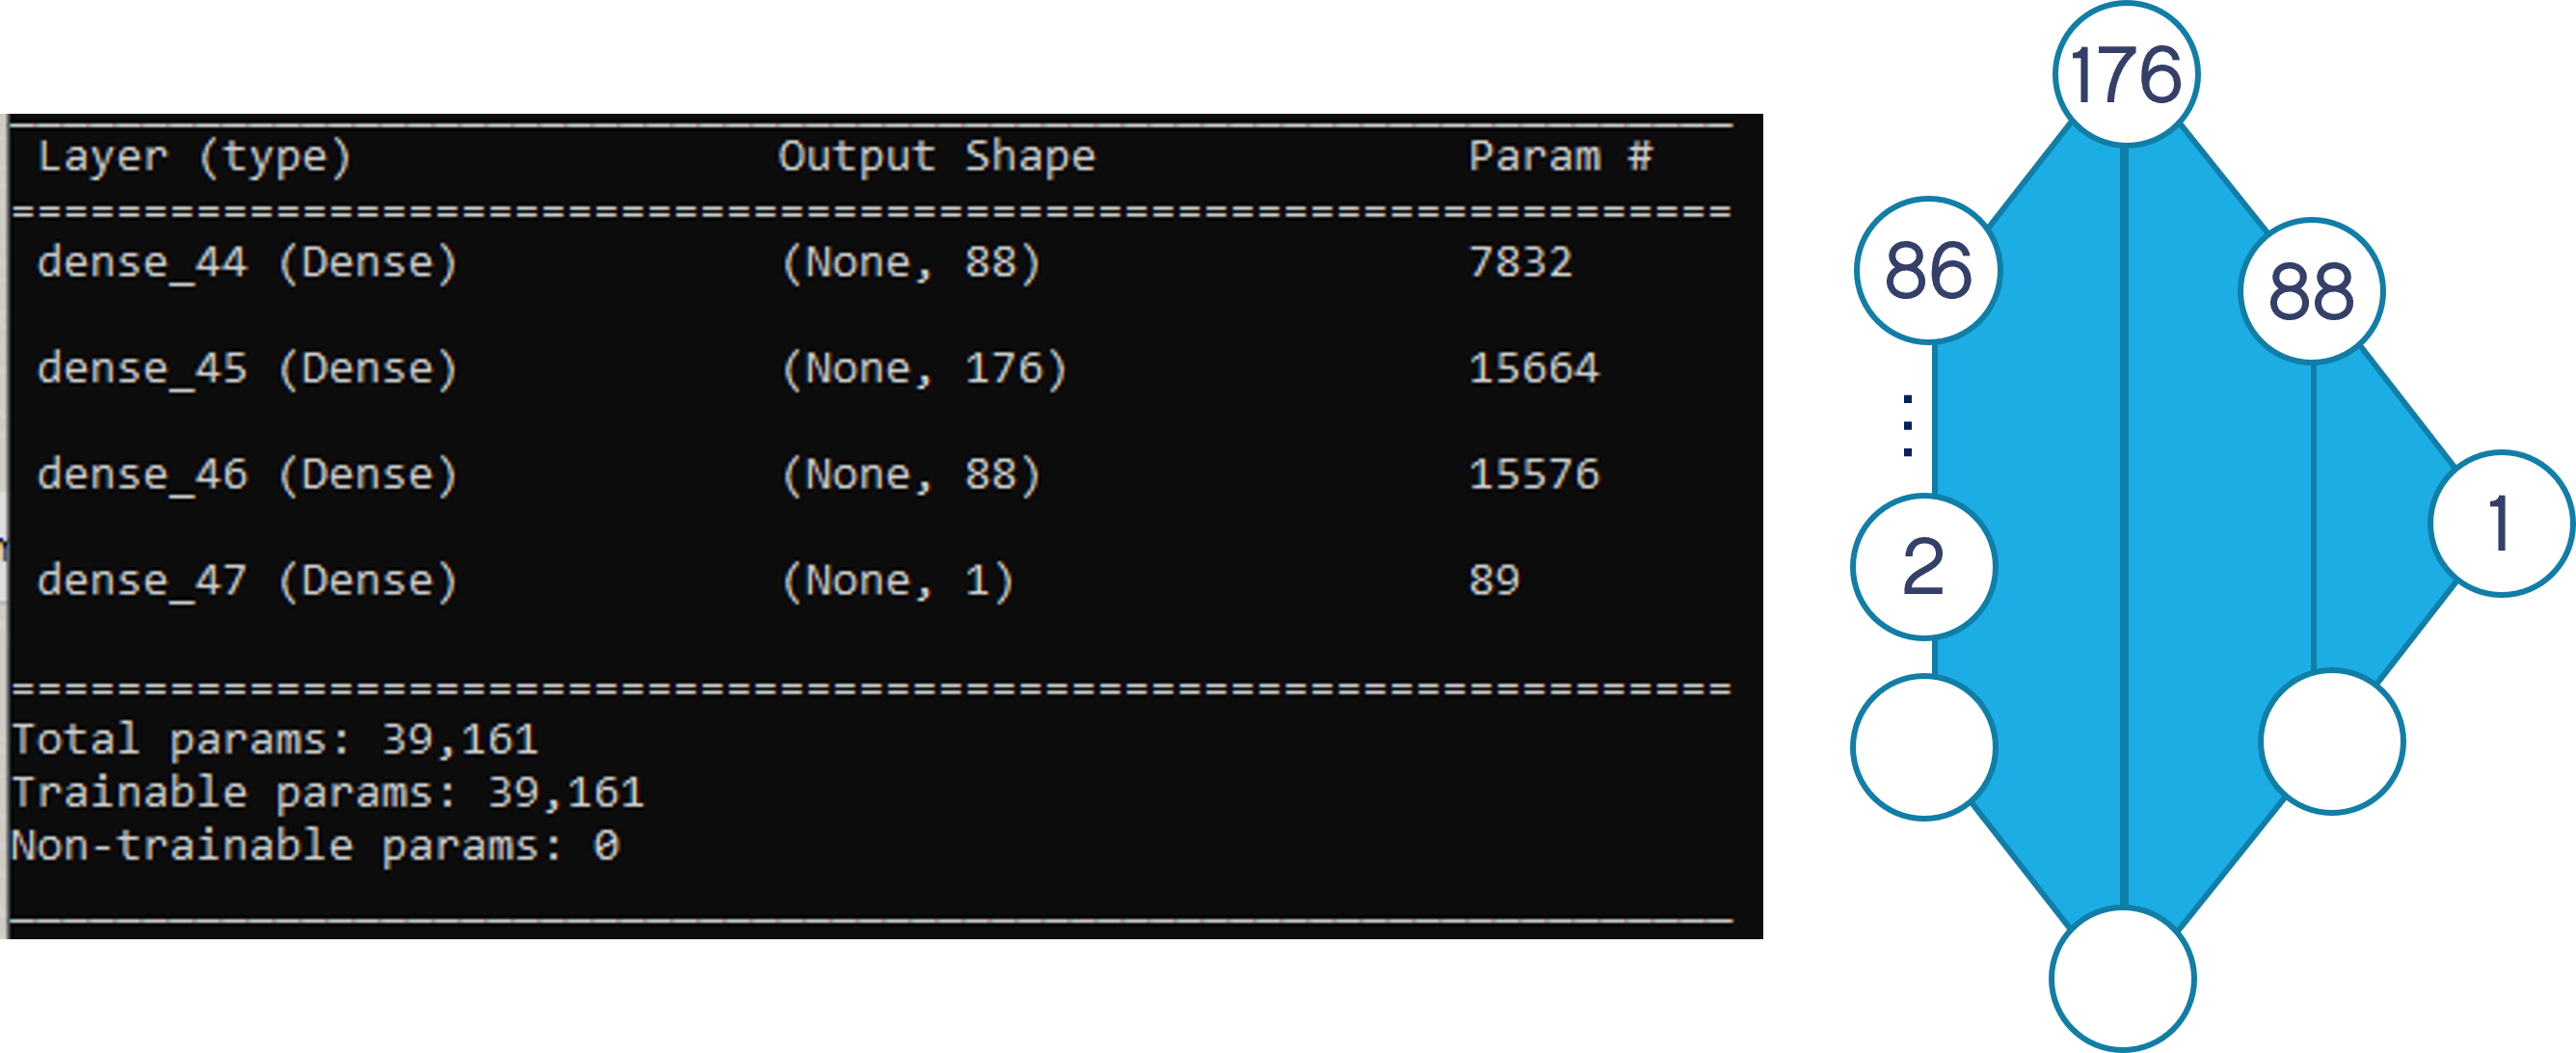 Layer (type) Output Shape Param #
=================================================================
dense_44 (Dense) (None, 88) 7832
dense_45 (Dense) (None, 176) 15664
dense_46 (Dense) (None, 88) 15576
dense_47 (Dense) (None, 1) 89
=================================================================
Total params: 39,161
Trainable params: 39,161
Non-trainable params: 0
176
86
88
⋮
2
1